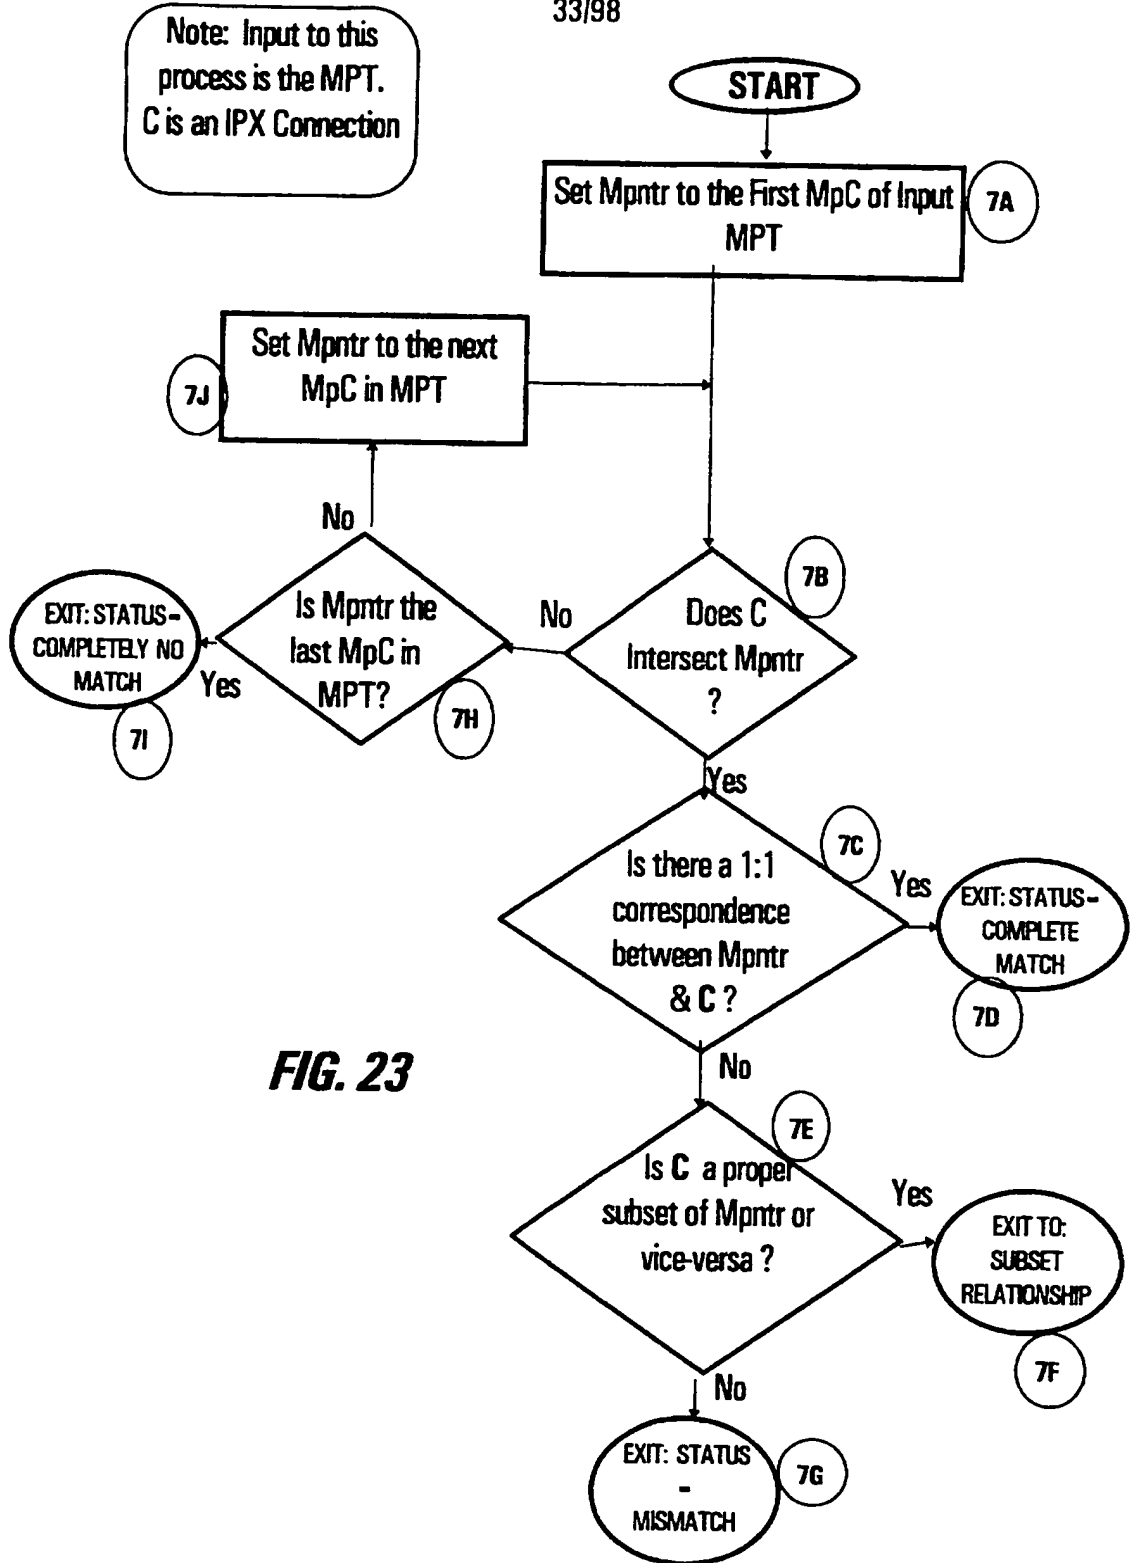 33/98
Note: Input to this
process is the MPT.
C is an IPX Connection
START
Set Mpntr to the First MpC of Input
MPT
7A
Set Mpntr to the next
MpC in MPT
7J
No
Is Mpntr the
last MpC in
MPT?
7H
No
Does C
Intersect Mpntr
?
7B
EXIT: STATUS-
COMPLETELY NO
MATCH
Yes
7I
Yes
Is there a 1:1
correspondence
between Mpntr
& C ?
7C
Yes
EXIT: STATUS-
COMPLETE
MATCH
7D
No
FIG. 23
Is C a proper
subset of Mpntr or
vice-versa ?
7E
Yes
EXIT TO:
SUBSET
RELATIONSHIP
7F
No
EXIT: STATUS
-
MISMATCH
7G